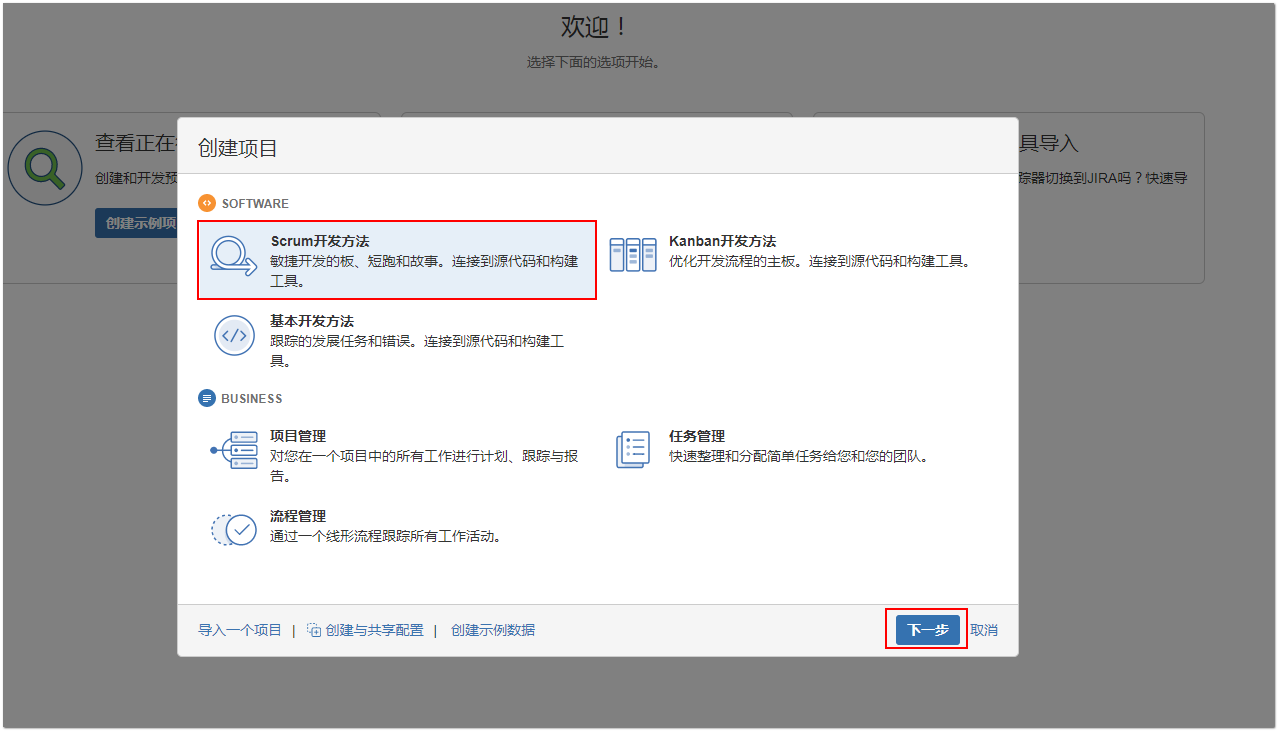 欢迎！
选择下面的选项开始。
查看正在
创建和开发预
创建示例项
具导入
踪器切换到JIRA吗？快速导
创建项目
SOFTWARE
Scrum开发方法
敏捷开发的板、短跑和故事。连接到源代码和构建
工具。
Kanban开发方法
优化开发流程的主板。连接到源代码和构建工具。
基本开发方法
跟踪的发展任务和错误。连接到源代码和构建工
具。
BUSINESS
项目管理
对您在一个项目中的所有工作进行计划、跟踪与报
告。
任务管理
快速整理和分配简单任务给您和您的团队。
流程管理
通过一个线形流程跟踪所有工作活动。
导入一个项目 | 创建与共享配置 | 创建示例数据
下一步 取消